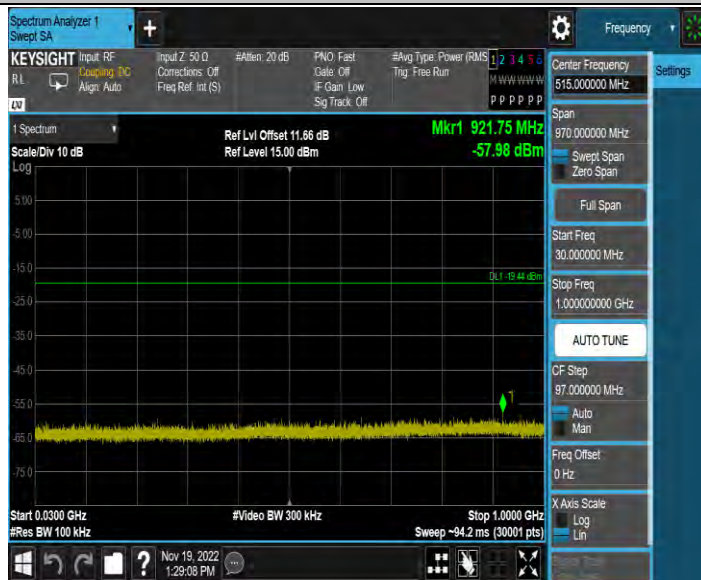 Spectrum Analyzer 1
Swept SA
Frequency
KEYSIGHT
RL
Input: RF
Coupling: DC
Align: Auto
Input Z: 50 Ω
Corrections: Off
Freq Ref: Int (S)
#Atten: 20 dB
PNO: Fast
Gate: Off
IF Gain: Low
Sig Track: Off
#Avg Type: Power (RMS
Trig: Free Run
1 2 3 4 5 6
M W W W W W
P P P P P P
Center Frequency
515.000000 MHz
Settings
Span
970.000000 MHz
Swept Span
Zero Span
Full Span
Start Freq
30.000000 MHz
Stop Freq
1.000000000 GHz
AUTO TUNE
CF Step
97.000000 MHz
Auto
Man
Freq Offset
0 Hz
X Axis Scale
Log
Lin
1 Spectrum
Scale/Div 10 dB
Log
Ref Lvl Offset 11.66 dB
Ref Level 15.00 dBm
Mkr1 921.75 MHz
-57.98 dBm
5.00
-5.00
-15.0
DL1 -19.44 dBm
-25.0
-35.0
-45.0
-55.0
1
-65.0
-75.0
Start 0.0300 GHz
#Res BW 100 kHz
#Video BW 300 kHz
Stop 1.0000 GHz
Sweep ~94.2 ms (30001 pts)
?
Nov 19, 2022
1:29:08 PM